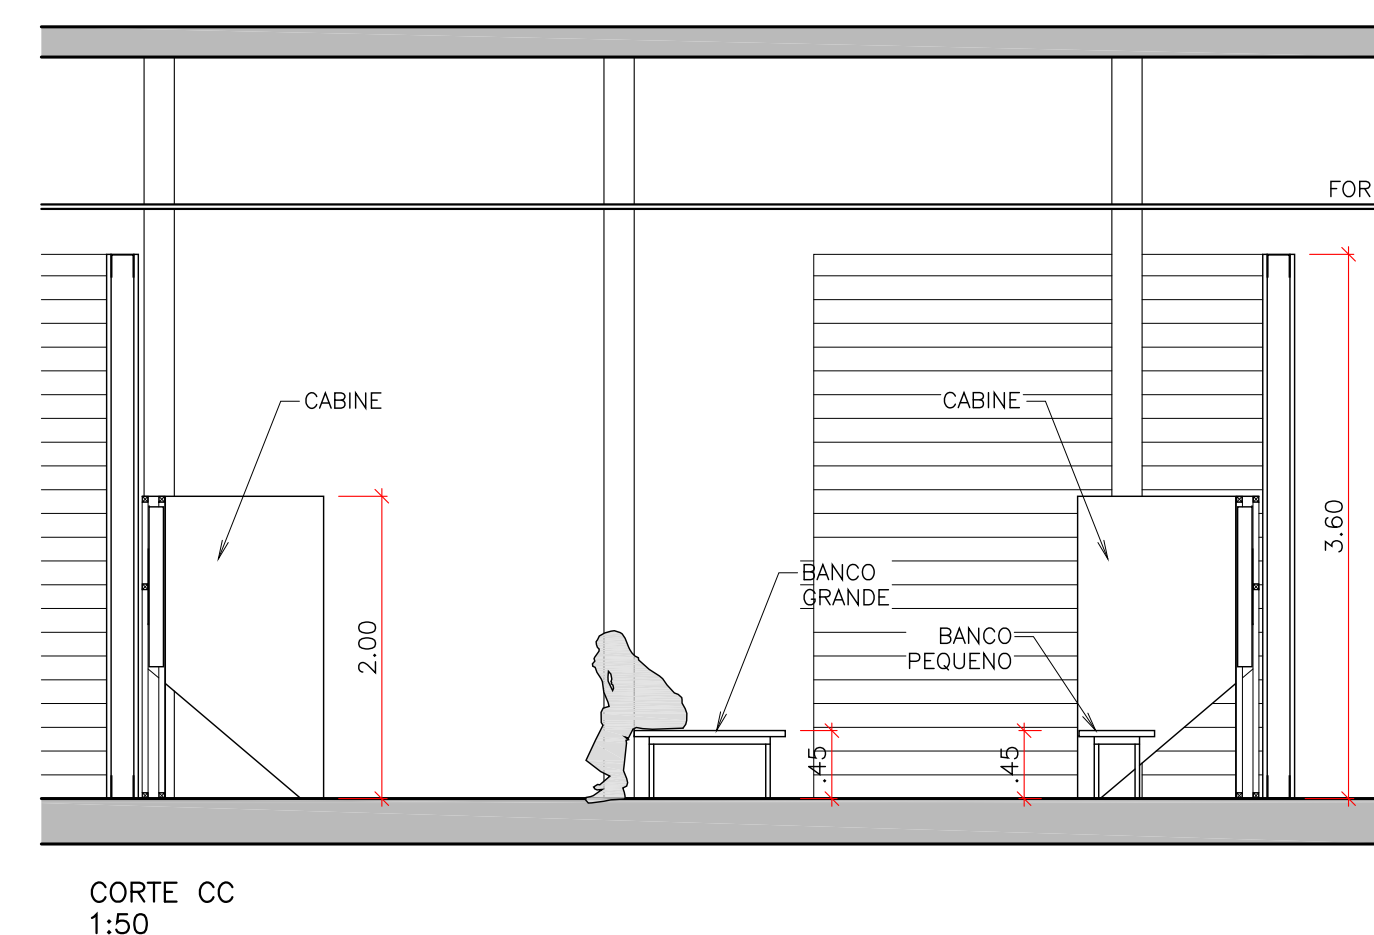 FOR
CABINE
CABINE
3.60
BANCO
GRANDE
2.00
BANCO
PEQUENO
.45
.45
CORTE CC
1:50